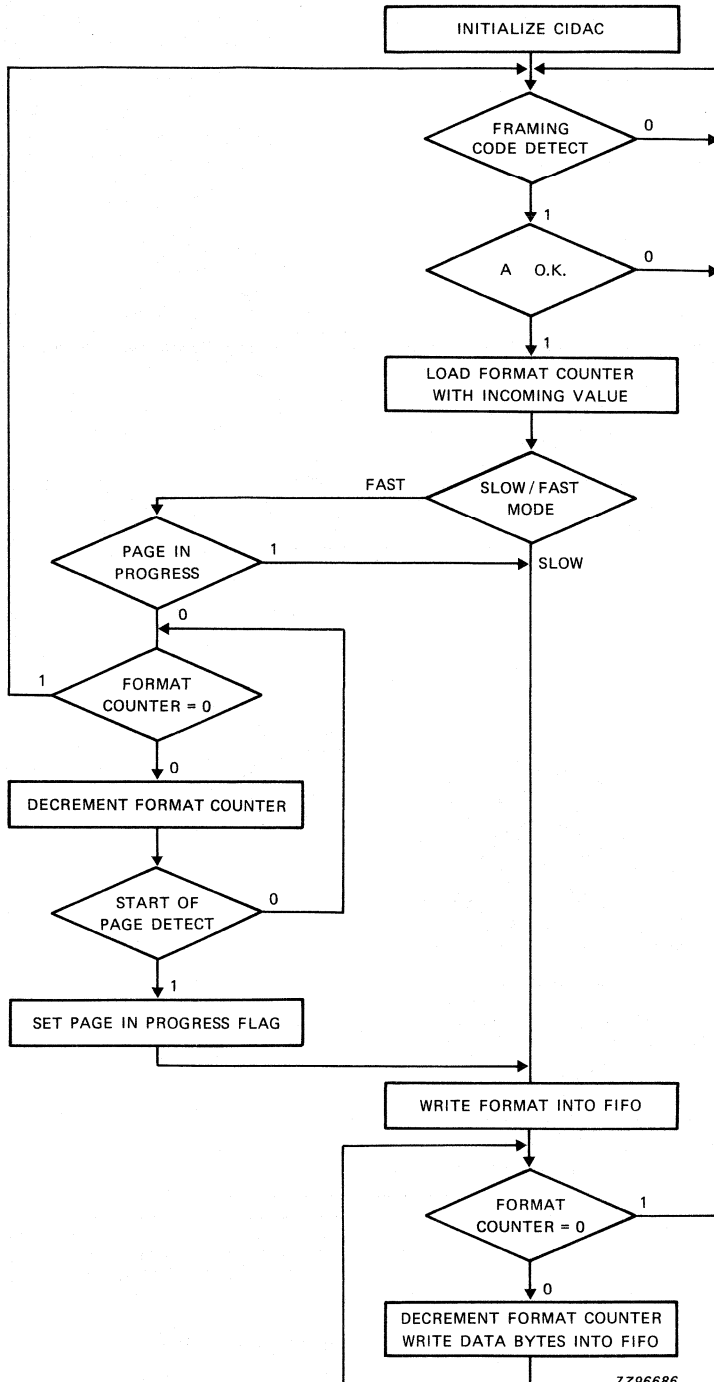 INITIALIZE CIDAC
FRAMING
CODE DETECT
0
1
A O.K.
0
1
LOAD FORMAT COUNTER
WITH INCOMING VALUE
SLOW / FAST
MODE
FAST
SLOW
PAGE IN
PROGRESS
1
0
FORMAT
COUNTER = 0
1
0
DECREMENT FORMAT COUNTER
START OF
PAGE DETECT
0
1
SET PAGE IN PROGRESS FLAG
WRITE FORMAT INTO FIFO
FORMAT
COUNTER = 0
1
0
DECREMENT FORMAT COUNTER
WRITE DATA BYTES INTO FIFO
7Z96686